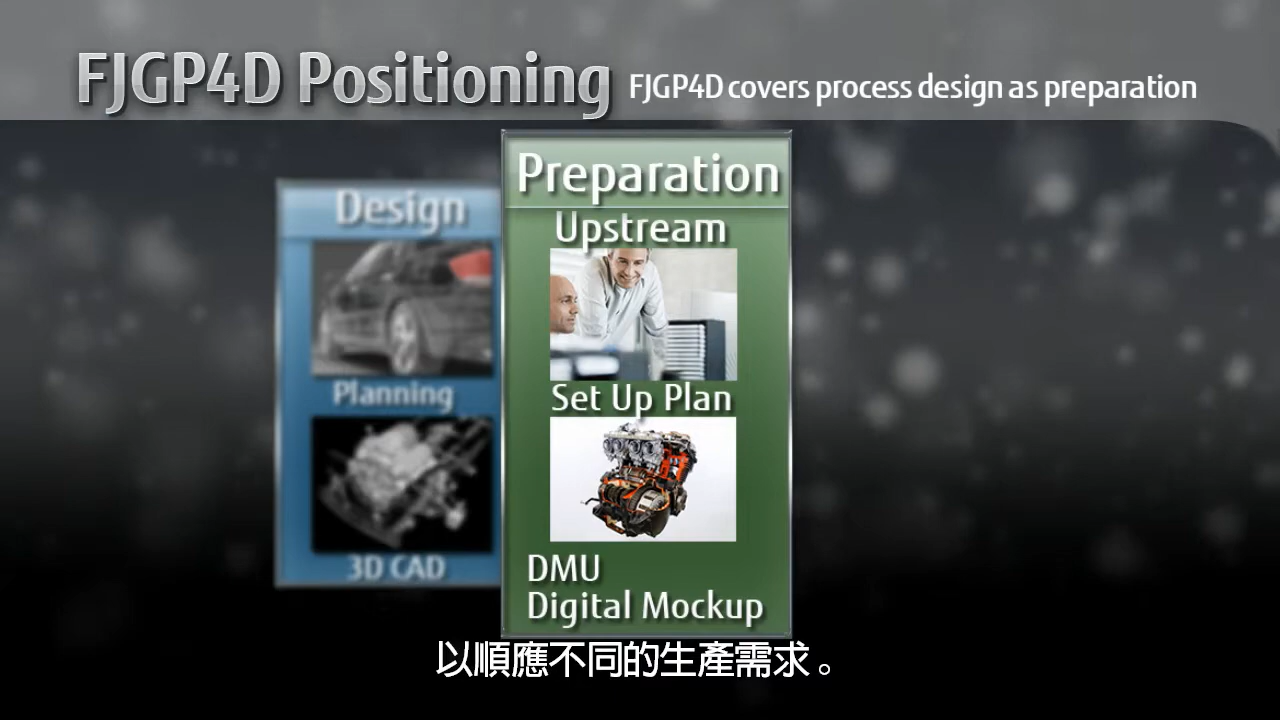 FJGP4D Positioning
FJGP4D covers process design as preparation
Design
Planning
3D CAD
Preparation
Upstream
Set Up Plan
DMU
Digital Mockup
以順應不同的生產需求。